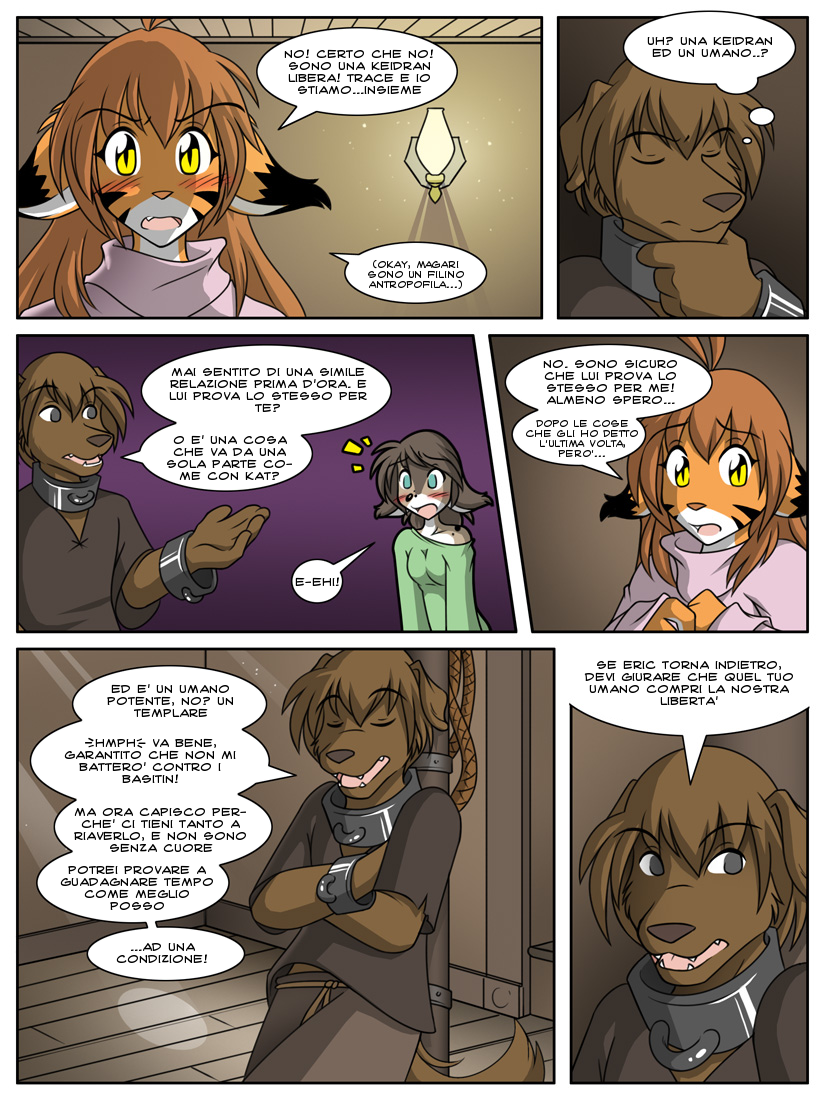 NO! CERTO CHE NO!
SONO UNA KEIDRAN
LIBERA! TRACE E IO
STIAMO...INSIEME
(OKAY, MAGARI
SONO UN FILINO
ANTROPOFILA...)
UH? UNA KEIDRAN
ED UN UMANO..?
MAI SENTITO DI UNA SIMILE
RELAZIONE PRIMA D'ORA. E
LUI PROVA LO STESSO PER
TE?
O E' UNA COSA
CHE VA DA UNA
SOLA PARTE CO-
ME CON KAT?
E-EHI!
NO. SONO SICURO
CHE LUI PROVA LO
STESSO PER ME!
ALMENO SPERO...
DOPO LE COSE
CHE GLI HO DETTO
L'ULTIMA VOLTA,
PERO'...
ED E' UN UMANO
POTENTE, NO? UN
TEMPLARE
HMPH VA BENE,
GARANTITO CHE NON MI
BATTERO' CONTRO I
BASITIN!
MA ORA CAPISCO PER-
CHE' CI TIENI TANTO A
RIAVERLO, E NON SONO
SENZA CUORE
POTREI PROVARE A
GUADAGNARE TEMPO
COME MEGLIO
POSSO
...AD UNA
CONDIZIONE!
SE ERIC TORNA INDIETRO,
DEVI GIURARE CHE QUEL TUO
UMANO COMPRI LA NOSTRA
LIBERTA'